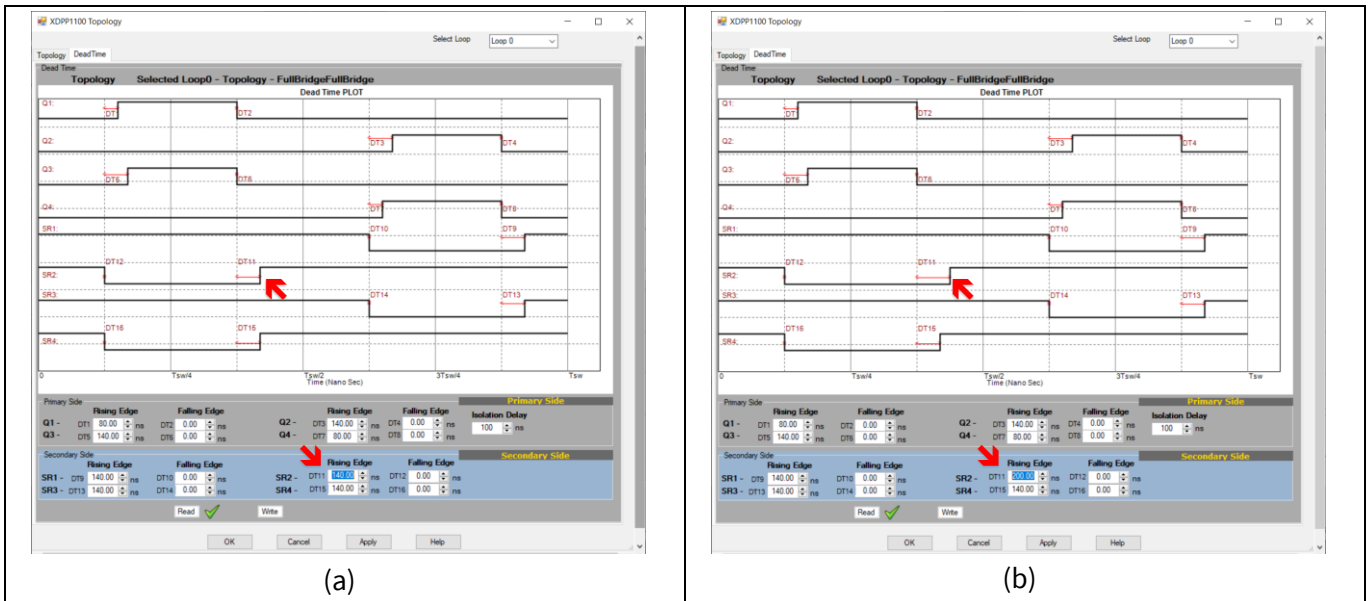 XDPP1100 Topology
Select Loop Loop 0
Topology DeadTime
Dead Time
Topology Selected Loop0 - Topology - FullBridgeFullBridge
Dead Time PLOT
Q1: DT DT2
Q2: DT3 DT4
Q3: DT6 DT6
Q4: DT DT8
SR1: DT10 DT9
SR2: DT12 DT11
SR3: DT14 DT13
SR4: DT16 DT15
0 Tsw/4 Tsw/2 3Tsw/4 Tsw
Time (Nano Sec)
Primary Side Primary Side
Rising Edge Falling Edge Rising Edge Falling Edge Isolation Delay
Q1 - DT1 80.00 ns DT2 0.00 ns Q2 - DT3 140.00 ns DT4 0.00 ns 100 ns
Q3 - DT5 140.00 ns DT6 0.00 ns Q4 - DT7 80.00 ns DT8 0.00 ns
Secondary Side Secondary Side
Rising Edge Falling Edge Rising Edge Falling Edge
SR1 - DT9 140.00 ns DT10 0.00 ns SR2 - DT11 140.00 ns DT12 0.00 ns
SR3 - DT13 140.00 ns DT14 0.00 ns SR4 - DT15 140.00 ns DT16 0.00 ns
Read Write
OK Cancel Apply Help
(a)
XDPP1100 Topology
Select Loop Loop 0
Topology DeadTime
Dead Time
Topology Selected Loop0 - Topology - FullBridgeFullBridge
Dead Time PLOT
Q1: DT DT2
Q2: DT3 DT4
Q3: DT6 DT6
Q4: DT DT8
SR1: DT10 DT9
SR2: DT12 DT11
SR3: DT14 DT13
SR4: DT16 DT15
0 Tsw/4 Tsw/2 3Tsw/4 Tsw
Time (Nano Sec)
Primary Side Primary Side
Rising Edge Falling Edge Rising Edge Falling Edge Isolation Delay
Q1 - DT1 80.00 ns DT2 0.00 ns Q2 - DT3 140.00 ns DT4 0.00 ns 100 ns
Q3 - DT5 140.00 ns DT6 0.00 ns Q4 - DT7 80.00 ns DT8 0.00 ns
Secondary Side Secondary Side
Rising Edge Falling Edge Rising Edge Falling Edge
SR1 - DT9 140.00 ns DT10 0.00 ns SR2 - DT11 200.00 ns DT12 0.00 ns
SR3 - DT13 140.00 ns DT14 0.00 ns SR4 - DT15 140.00 ns DT16 0.00 ns
Read Write
OK Cancel Apply Help
(b)